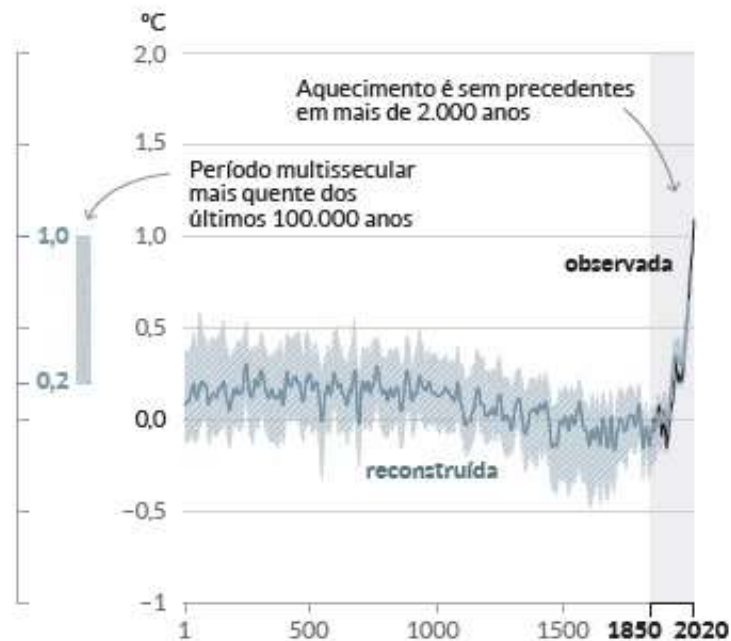 ºC
2,0
Aquecimento é sem precedentes
em mais de 2.000 anos
1,5
Período multissecular
mais quente dos
últimos 100.000 anos
1,0
1,0
observada
0,5
0,2
0,0
reconstruída
−0,5
−1
1
500
1000
1500
1850
2020